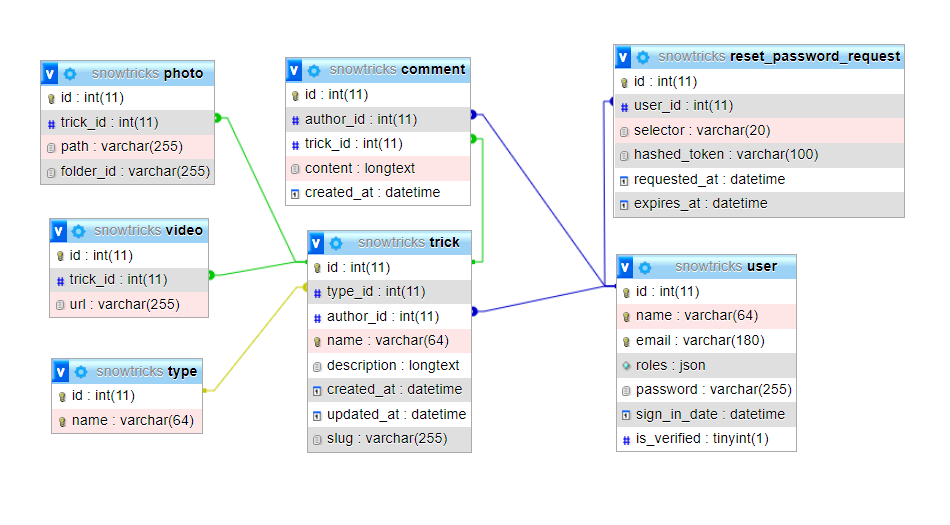 snowtricks photo
id : int(11)
trick_id : int(11)
path : varchar(255)
folder_id : varchar(255)
snowtricks comment
id : int(11)
author_id : int(11)
trick_id : int(11)
content : longtext
created_at : datetime
snowtricks reset_password_request
id : int(11)
user_id : int(11)
selector : varchar(20)
hashed_token : varchar(100)
requested_at : datetime
expires_at : datetime
snowtricks video
id : int(11)
trick_id : int(11)
url : varchar(255)
snowtricks trick
id : int(11)
type_id : int(11)
author_id : int(11)
name : varchar(64)
description : longtext
created_at : datetime
updated_at : datetime
slug : varchar(255)
snowtricks user
id : int(11)
name : varchar(64)
email : varchar(180)
roles : json
password : varchar(255)
sign_in_date : datetime
is_verified : tinyint(1)
snowtricks type
id : int(11)
name : varchar(64)